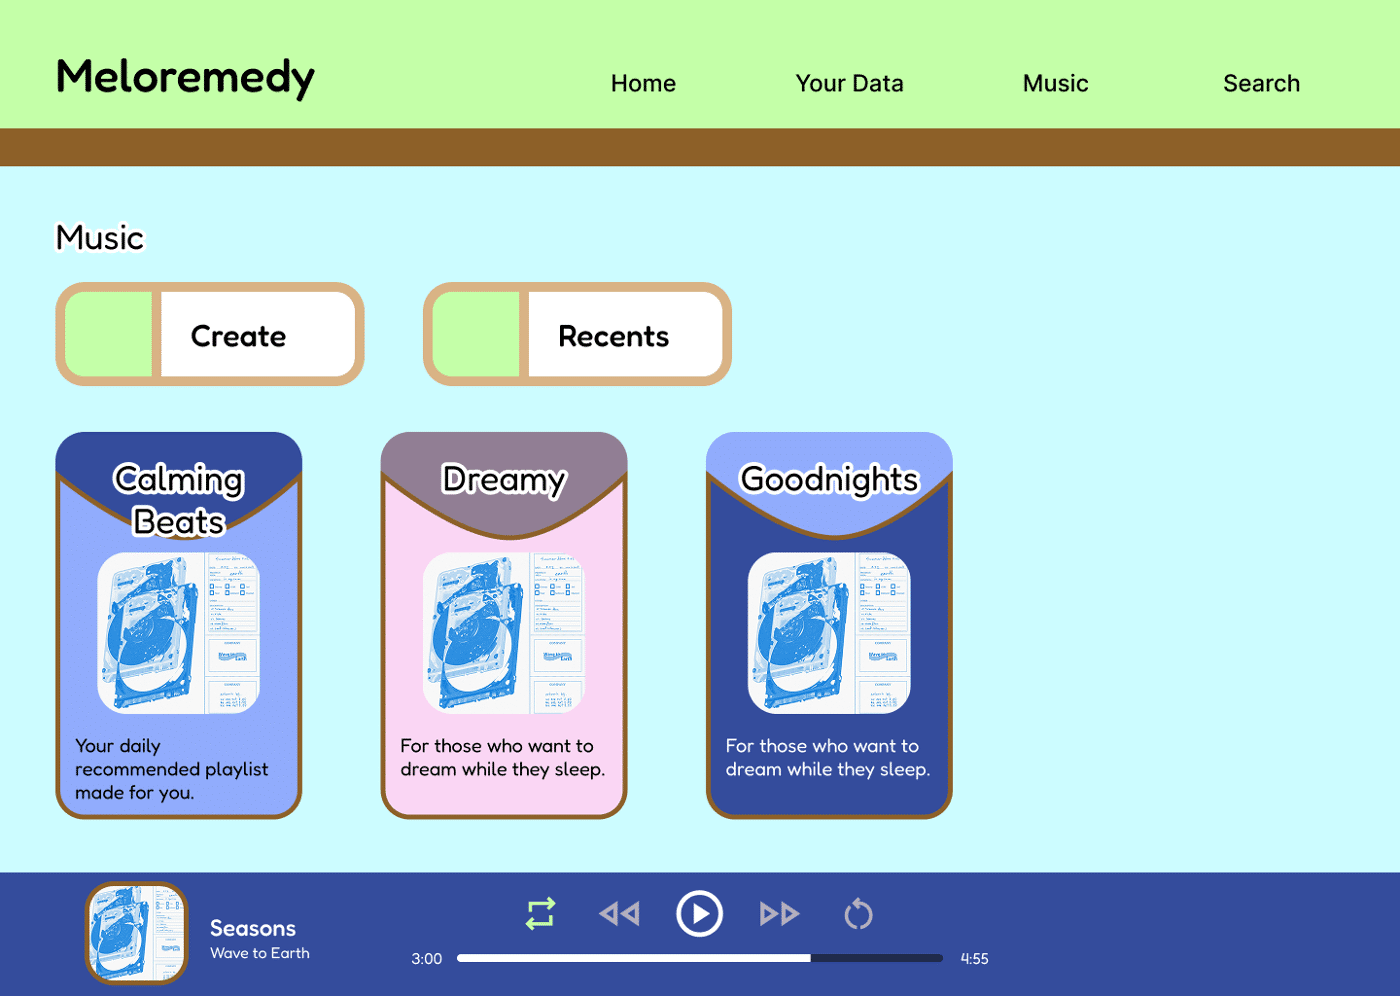 Meloremedy
Home
Your Data
Music
Search
Music
Create
Recents
Calming
Beats
Your daily
recommended playlist
made for you.
Dreamy
For those who want to
dream while they sleep.
Goodnights
For those who want to
dream while they sleep.
Seasons
Wave to Earth
3:00
4:55